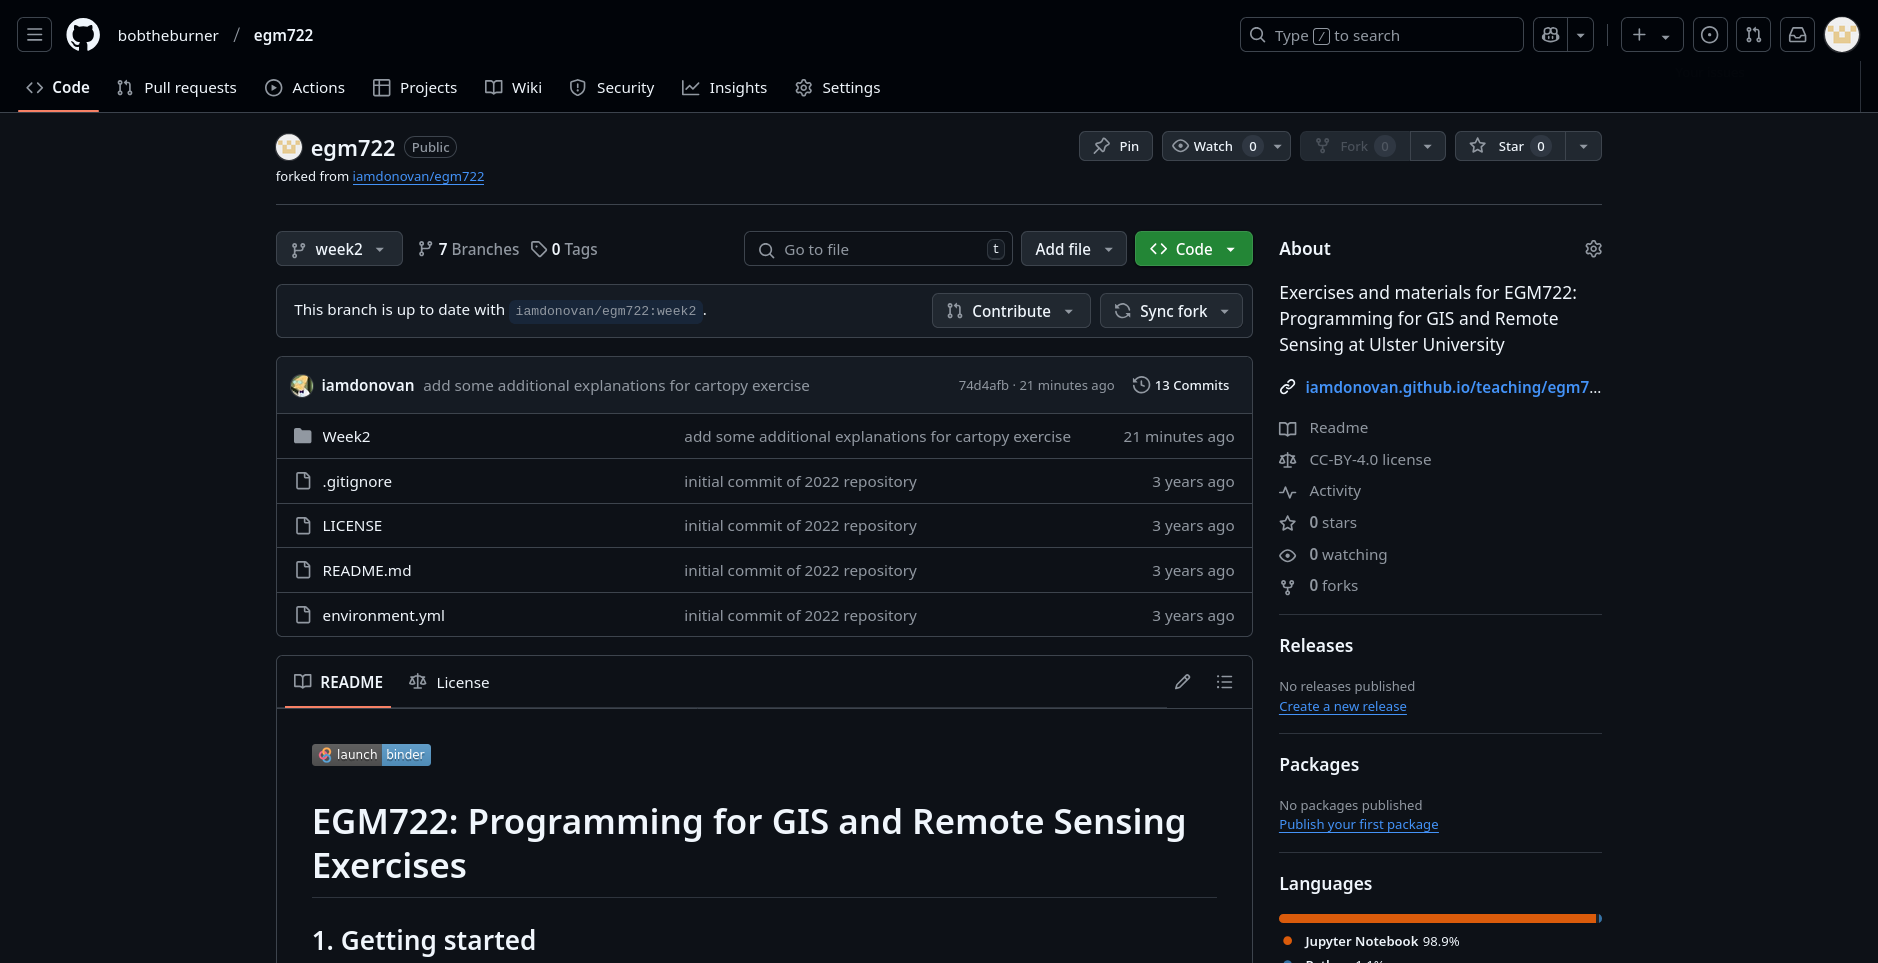 bobtheburner / egm722
Type / to search
Code Pull requests Actions Projects Wiki Security Insights Settings
egm722 Public
Pin Watch 0 Fork 0 Star 0
forked from iamdonovan/egm722
week2 7 Branches 0 Tags Go to file t Add file Code
This branch is up to date with iamdonovan/egm722:week2.
Contribute Sync fork
iamdonovan add some additional explanations for cartopy exercise 74d4afb · 21 minutes ago 13 Commits
Week2 add some additional explanations for cartopy exercise 21 minutes ago
.gitignore initial commit of 2022 repository 3 years ago
LICENSE initial commit of 2022 repository 3 years ago
README.md initial commit of 2022 repository 3 years ago
environment.yml initial commit of 2022 repository 3 years ago
README License
launch binder
EGM722: Programming for GIS and Remote Sensing
Exercises
1. Getting started
About
Exercises and materials for EGM722:
Programming for GIS and Remote
Sensing at Ulster University
iamdonovan.github.io/teaching/egm7...
Readme
CC-BY-4.0 license
Activity
0 stars
0 watching
0 forks
Releases
No releases published
Create a new release
Packages
No packages published
Publish your first package
Languages
Jupyter Notebook 98.9%